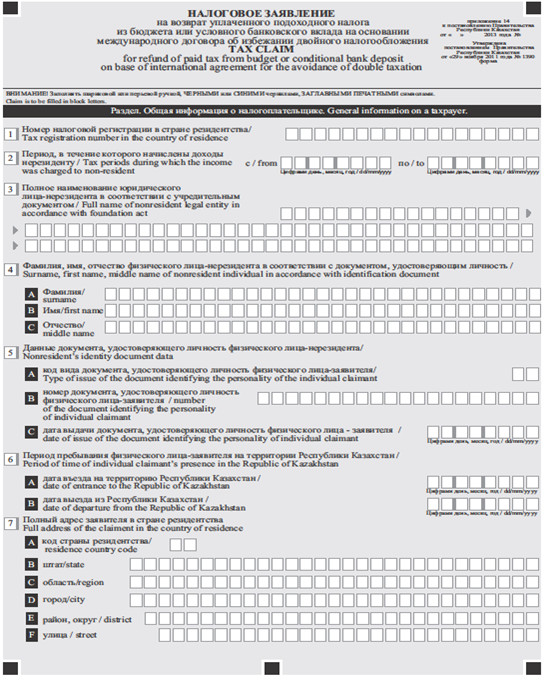 НАЛОГОВОЕ ЗАЯВЛЕНИЕ
на возврат уплаченного подоходного налога
из бюджета или условного банковского вклада на основании
международного договора об избежании двойного налогообложения
TAX CLAIM
for refund of paid tax from budget or conditional bank deposit
on base of international agreement for the avoidance of double taxation
приложение 14
к постановлению Правительства
Республики Казахстан
от « » 2013 года №
Утверждена
постановлением Правительства
Республики Казахстан
от «29» ноября 2011 года № 1390
форма
ВНИМАНИЕ! Заполнять шариковой или перьевой ручкой, ЧЕРНЫМИ или СИНИМИ чернилами, ЗАГЛАВНЫМИ ПЕЧАТНЫМИ символами.
Claim is to be filled in block letters.
Раздел. Общая информация о налогоплательщике. General information on a taxpayer.
1 Номер налоговой регистрации в стране резидентства/
Tax registration number in the country of residence
2 Период, в течение которого начислены доходы
нерезиденту / Tax periods during which the income
was charged to non-resident
с / from
Цифрами день, месяц, год / dd/mm/yyyy
по / to
Цифрами день, месяц, год / dd/mm/yyyy
3 Полное наименование юридического
лица-нерезидента в соответствии с учредительным
документом / Full name of nonresident legal entity in
accordance with foundation act
4 Фамилия, имя, отчество физического лица-нерезидента в соответствии с документом, удостоверяющим личность /
Surname, first name, middle name of nonresident individual in accordance with identification document
A Фамилия/
surname
B Имя/first name
C Отчество/
middle name
5 Данные документа, удостоверяющего личность физического лица-нерезидента/
Nonresident's identity document data
A код вида документа, удостоверяющего личность физического лица-заявителя/
Type of issue of the document identifying the personality of the individual claimant
B номер документа, удостоверяющего личность
физического лица-заявителя / number
of the document identifying the personality
of individual claimant
C дата выдачи документа, удостоверяющего личность физического лица - заявителя /
date of issue of the document identifying the personality of individual claimant
Цифрами день, месяц, год / dd/mm/yyyy
6 Период пребывания физического лица-заявителя на территории Республики Казахстан /
Period of time of individual claimant's presence in the Republic of Kazakhstan
A дата въезда на территорию Республики Казахстан /
date of entrance to the Republic of Kazakhstan
Цифрами день, месяц, год / dd/mm/yyyy
B дата выезда из Республики Казахстан /
date of departure from the Republic of Kazakhstan
Цифрами день, месяц, год / dd/mm/yyyy
7 Полный адрес заявителя в стране резидентства
Full address of the claiment in the country of residence
A код страны резидентства/
residence country code
B штат/state
C область/region
D город/city
E район, округ / district
F улица / street